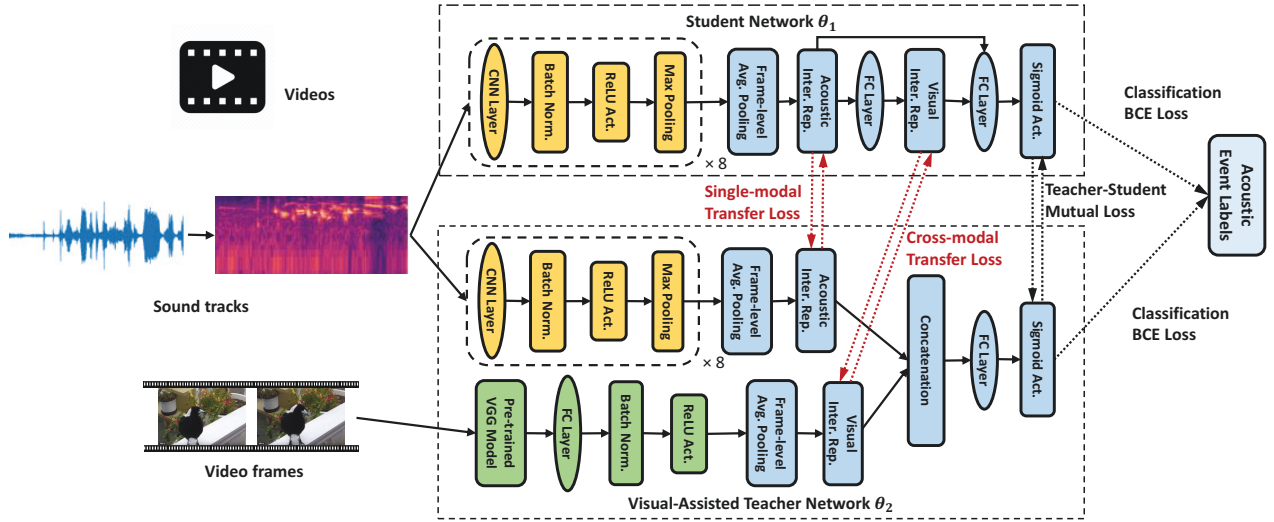 Student Network θ₁
Videos
CNN Layer
Batch Norm.
ReLU Act.
Max Pooling
× 8
Frame-level
Avg. Pooling
Acoustic
Inter. Rep.
FC Layer
Visual
Inter. Rep.
FC Layer
Sigmoid Act.
Classification
BCE Loss
Single-modal
Transfer Loss
Teacher-Student
Mutual Loss
Acoustic
Event Labels
Cross-modal
Transfer Loss
Sound tracks
CNN Layer
Batch Norm.
ReLU Act.
Max Pooling
× 8
Frame-level
Avg. Pooling
Acoustic
Inter. Rep.
Concatenation
FC Layer
Sigmoid Act.
Classification
BCE Loss
Video frames
Pre-trained
VGG Model
FC Layer
Batch Norm.
ReLU Act.
Frame-level
Avg. Pooling
Visual
Inter. Rep.
Visual-Assisted Teacher Network θ₂